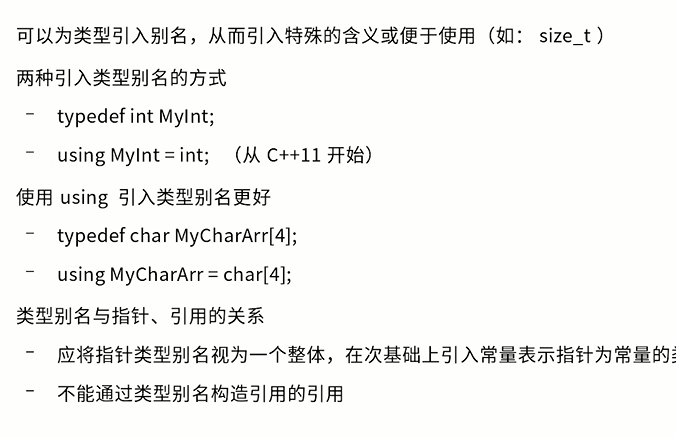 可以为类型引入别名，从而引入特殊的含义或便于使用（如： size_t ）
两种引入类型别名的方式
– typedef int MyInt;
– using MyInt = int; （从 C++11 开始）
使用 using 引入类型别名更好
– typedef char MyCharArr[4];
– using MyCharArr = char[4];
类型别名与指针、引用的关系
– 应将指针类型别名视为一个整体，在次基础上引入常量表示指针为常量的
– 不能通过类型别名构造引用的引用